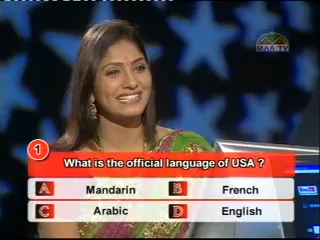 MAA TV
1
What is the official language of USA ?
A Mandarin
B French
C Arabic
D English